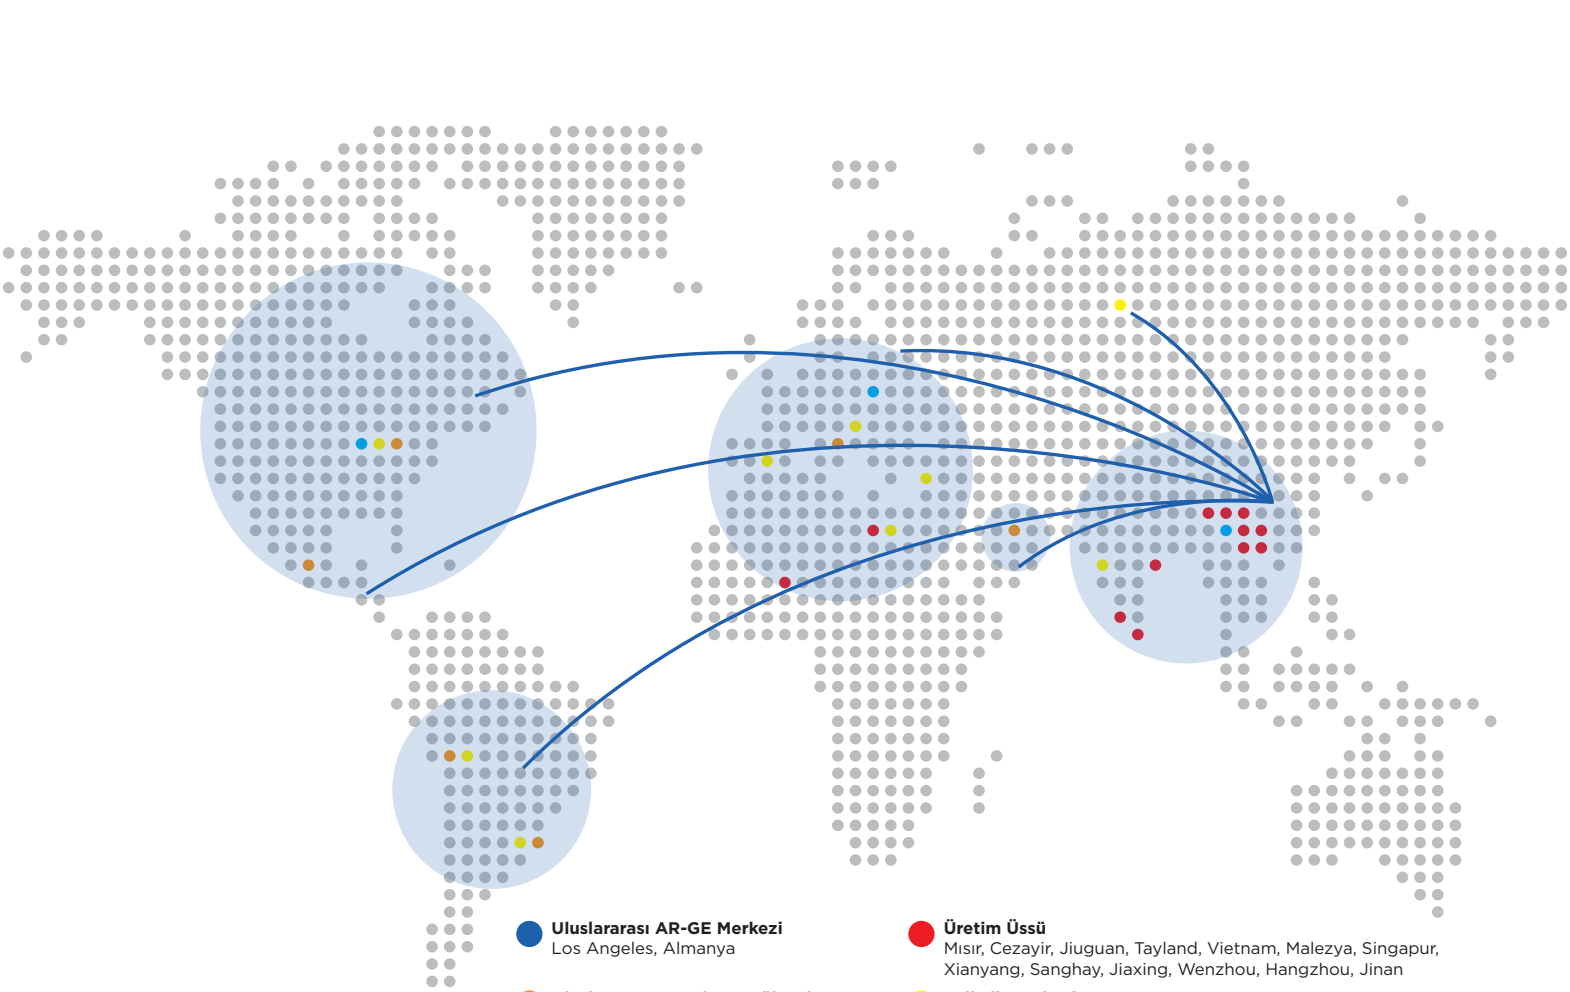 Uluslararası AR-GE Merkezi
Los Angeles, Almanya
Üretim Üssü
Mısır, Cezayir, Jiuguan, Tayland, Vietnam, Malezya, Singapur,
Xianyang, Sanghay, Jiaxing, Wenzhou, Hangzhou, Jinan